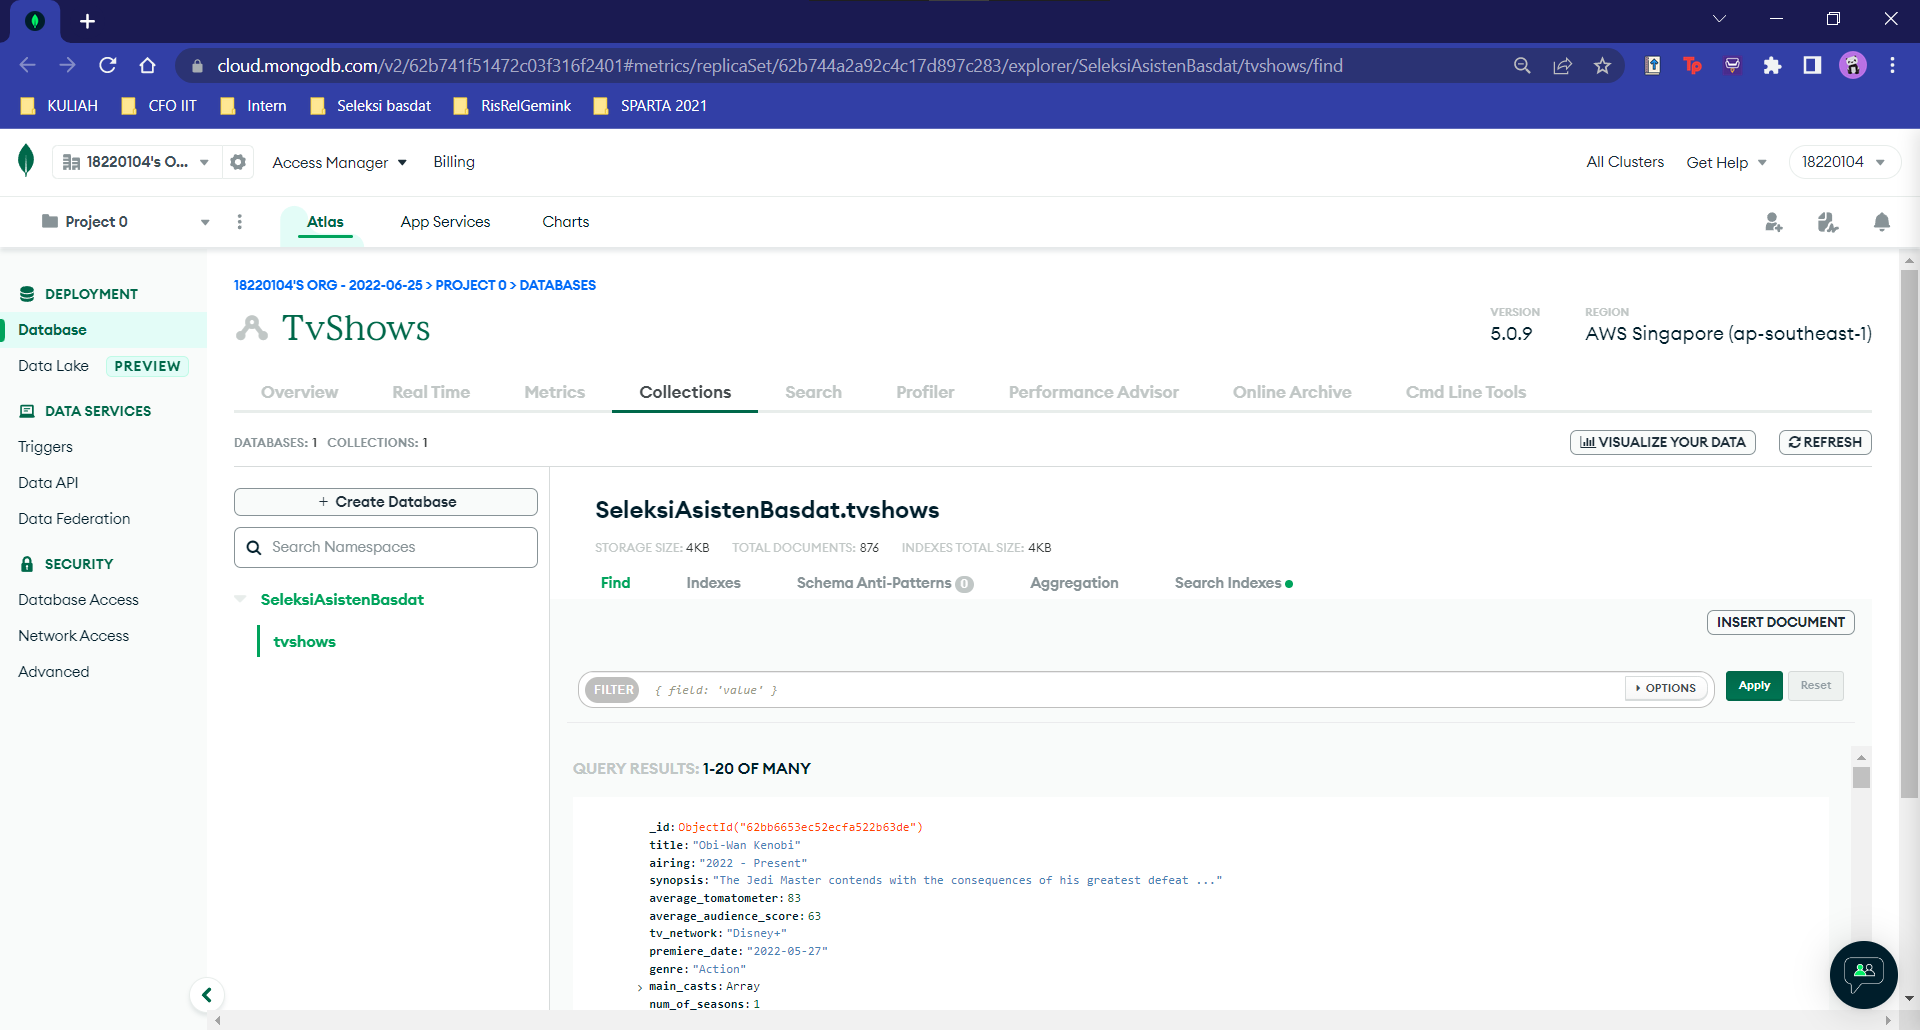 cloud.mongodb.com/v2/62b741f51472c03f316f2401#metrics/replicaSet/62b744a2a92c4c17d897c283/explorer/SeleksiAsistenBasdat/tvshows/find
KULIAH CFO IIT Intern Seleksi basdat RisRelGemink SPARTA 2021
18220104's O... Access Manager Billing All Clusters Get Help 18220104
Project 0 Atlas App Services Charts
DEPLOYMENT
Database
Data Lake PREVIEW
DATA SERVICES
Triggers
Data API
Data Federation
SECURITY
Database Access
Network Access
Advanced
18220104'S ORG - 2022-06-25 > PROJECT 0 > DATABASES
TvShows
VERSION
5.0.9
REGION
AWS Singapore (ap-southeast-1)
Overview Real Time Metrics Collections Search Profiler Performance Advisor Online Archive Cmd Line Tools
DATABASES: 1 COLLECTIONS: 1
VISUALIZE YOUR DATA REFRESH
+ Create Database
Search Namespaces
SeleksiAsistenBasdat
tvshows
SeleksiAsistenBasdat.tvshows
STORAGE SIZE: 4KB TOTAL DOCUMENTS: 876 INDEXES TOTAL SIZE: 4KB
Find Indexes Schema Anti-Patterns 0 Aggregation Search Indexes
INSERT DOCUMENT
FILTER { field: 'value' } OPTIONS Apply Reset
QUERY RESULTS: 1-20 OF MANY
_id: ObjectId("62bb6653ec52ecfa522b63de")
title: "Obi-Wan Kenobi"
airing: "2022 - Present"
synopsis: "The Jedi Master contends with the consequences of his greatest defeat ..."
average_tomatometer: 83
average_audience_score: 63
tv_network: "Disney+"
premiere_date: "2022-05-27"
genre: "Action"
main_casts: Array
num_of_seasons: 1